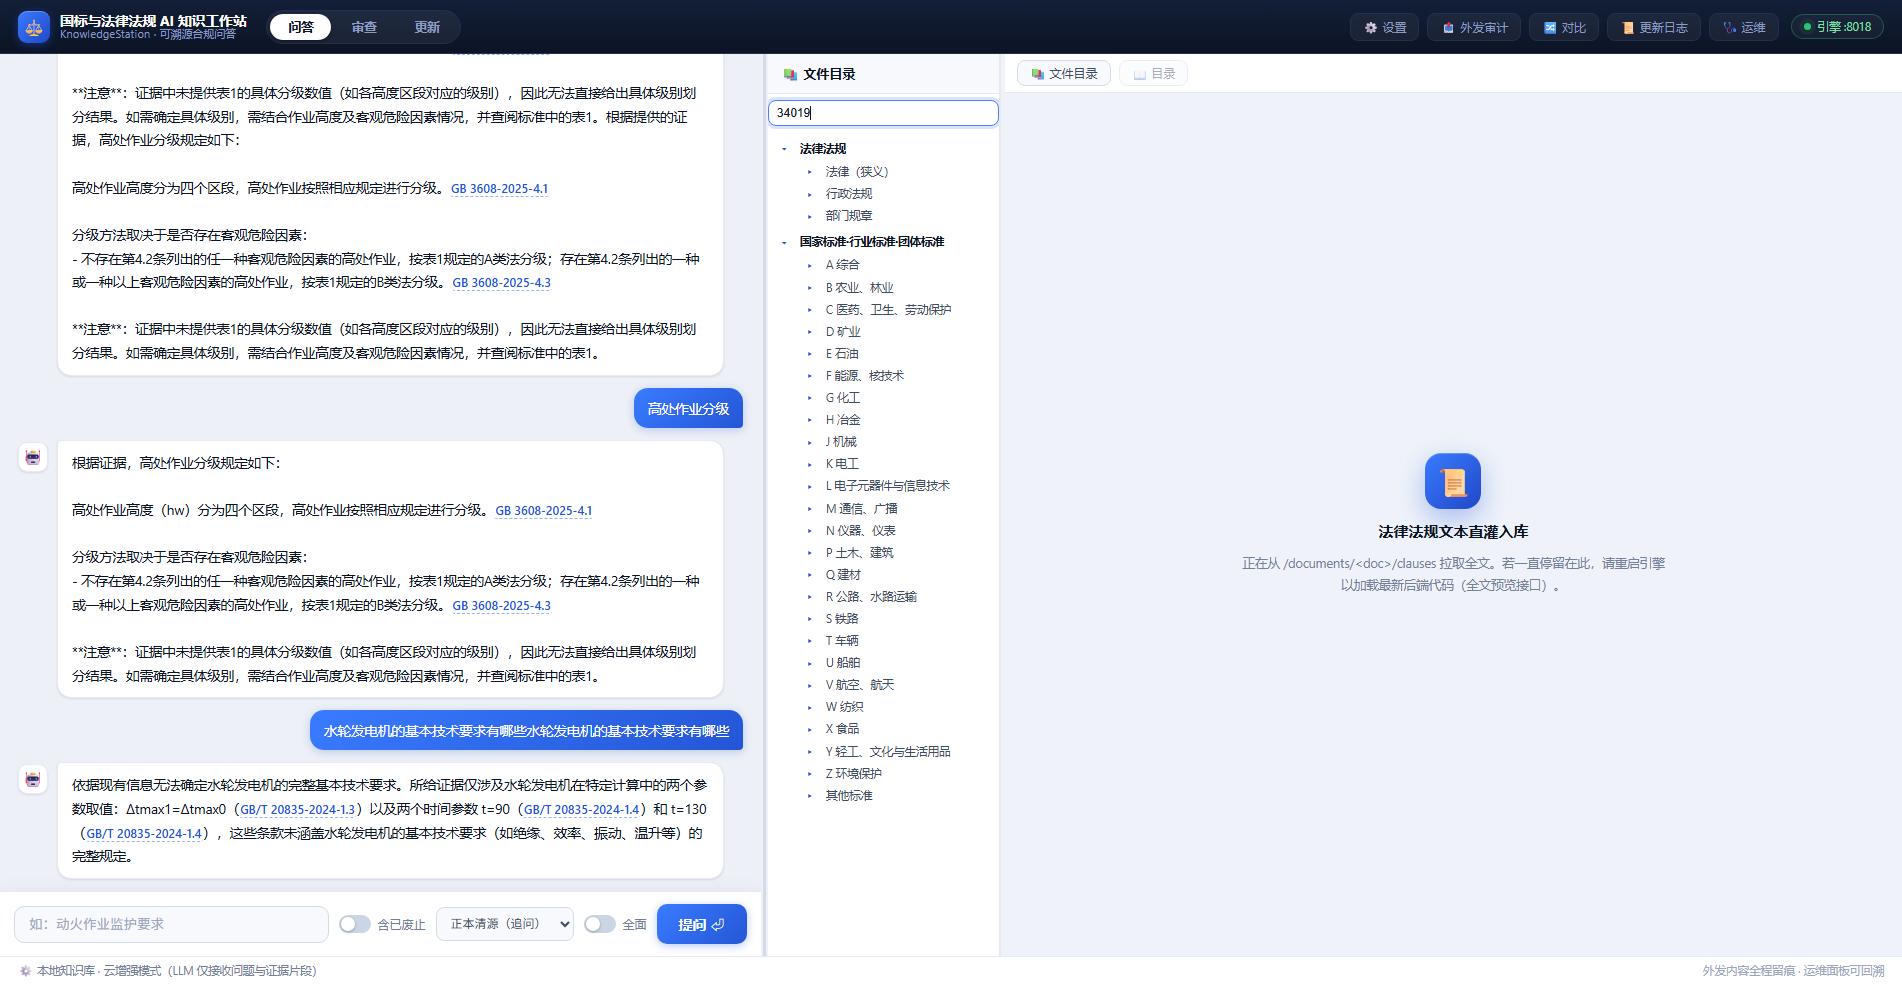 国标与法律法规 AI 知识工作站
KnowledgeStation · 可溯源合规问答
问答
审查
更新
设置
外发审计
对比
更新日志
运维
引擎 :8018
**注意**：证据中未提供表1的具体分级数值（如各高度区段对应的级别），因此无法直接给出具体级别划
分结果。如需确定具体级别，需结合作业高度及客观危险因素情况，并查阅标准中的表1。根据提供的证
据，高处作业分级规定如下：
高处作业高度分为四个区段，高处作业按照相应规定进行分级。GB 3608-2025-4.1
分级方法取决于是否存在客观危险因素：
- 不存在第4.2条列出的任一种客观危险因素的高处作业，按表1规定的A类法分级；存在第4.2条列出的一种
或一种以上客观危险因素的高处作业，按表1规定的B类法分级。GB 3608-2025-4.3
**注意**：证据中未提供表1的具体分级数值（如各高度区段对应的级别），因此无法直接给出具体级别划
分结果。如需确定具体级别，需结合作业高度及客观危险因素情况，并查阅标准中的表1。
高处作业分级
根据证据，高处作业分级规定如下：
高处作业高度（hw）分为四个区段，高处作业按照相应规定进行分级。GB 3608-2025-4.1
分级方法取决于是否存在客观危险因素：
- 不存在第4.2条列出的任一种客观危险因素的高处作业，按表1规定的A类法分级；存在第4.2条列出的一种
或一种以上客观危险因素的高处作业，按表1规定的B类法分级。GB 3608-2025-4.3
**注意**：证据中未提供表1的具体分级数值（如各高度区段对应的级别），因此无法直接给出具体级别划
分结果。如需确定具体级别，需结合作业高度及客观危险因素情况，并查阅标准中的表1。
水轮发电机的基本技术要求有哪些水轮发电机的基本技术要求有哪些
依据现有信息无法确定水轮发电机的完整基本技术要求。所给证据仅涉及水轮发电机在特定计算中的两个参
数取值：Δtmax1=Δtmax0（GB/T 20835-2024-1.3）以及两个时间参数 t=90（GB/T 20835-2024-1.4）和 t=130
（GB/T 20835-2024-1.4），这些条款未涵盖水轮发电机的基本技术要求（如绝缘、效率、振动、温升等）的
完整规定。
如：动火作业监护要求
含已废止
正本清源（追问）
全面
提问
文件目录
34019
法律法规
法律（狭义）
行政法规
部门规章
国家标准·行业标准·团体标准
A 综合
B 农业、林业
C 医药、卫生、劳动保护
D 矿业
E 石油
F 能源、核技术
G 化工
H 冶金
J 机械
K 电工
L 电子元器件与信息技术
M 通信、广播
N 仪器、仪表
P 土木、建筑
Q 建材
R 公路、水路运输
S 铁路
T 车辆
U 船舶
V 航空、航天
W 纺织
X 食品
Y 轻工、文化与生活用品
Z 环境保护
其他标准
文件目录
目录
法律法规文本直灌入库
正在从 /documents/<doc>/clauses 拉取全文。若一直停留在此，请重启引擎
以加载最新后端代码（全文预览接口）。
本地知识库 · 云增强模式（LLM 仅接收问题与证据片段）
外发内容全程留痕 · 运维面板可回溯